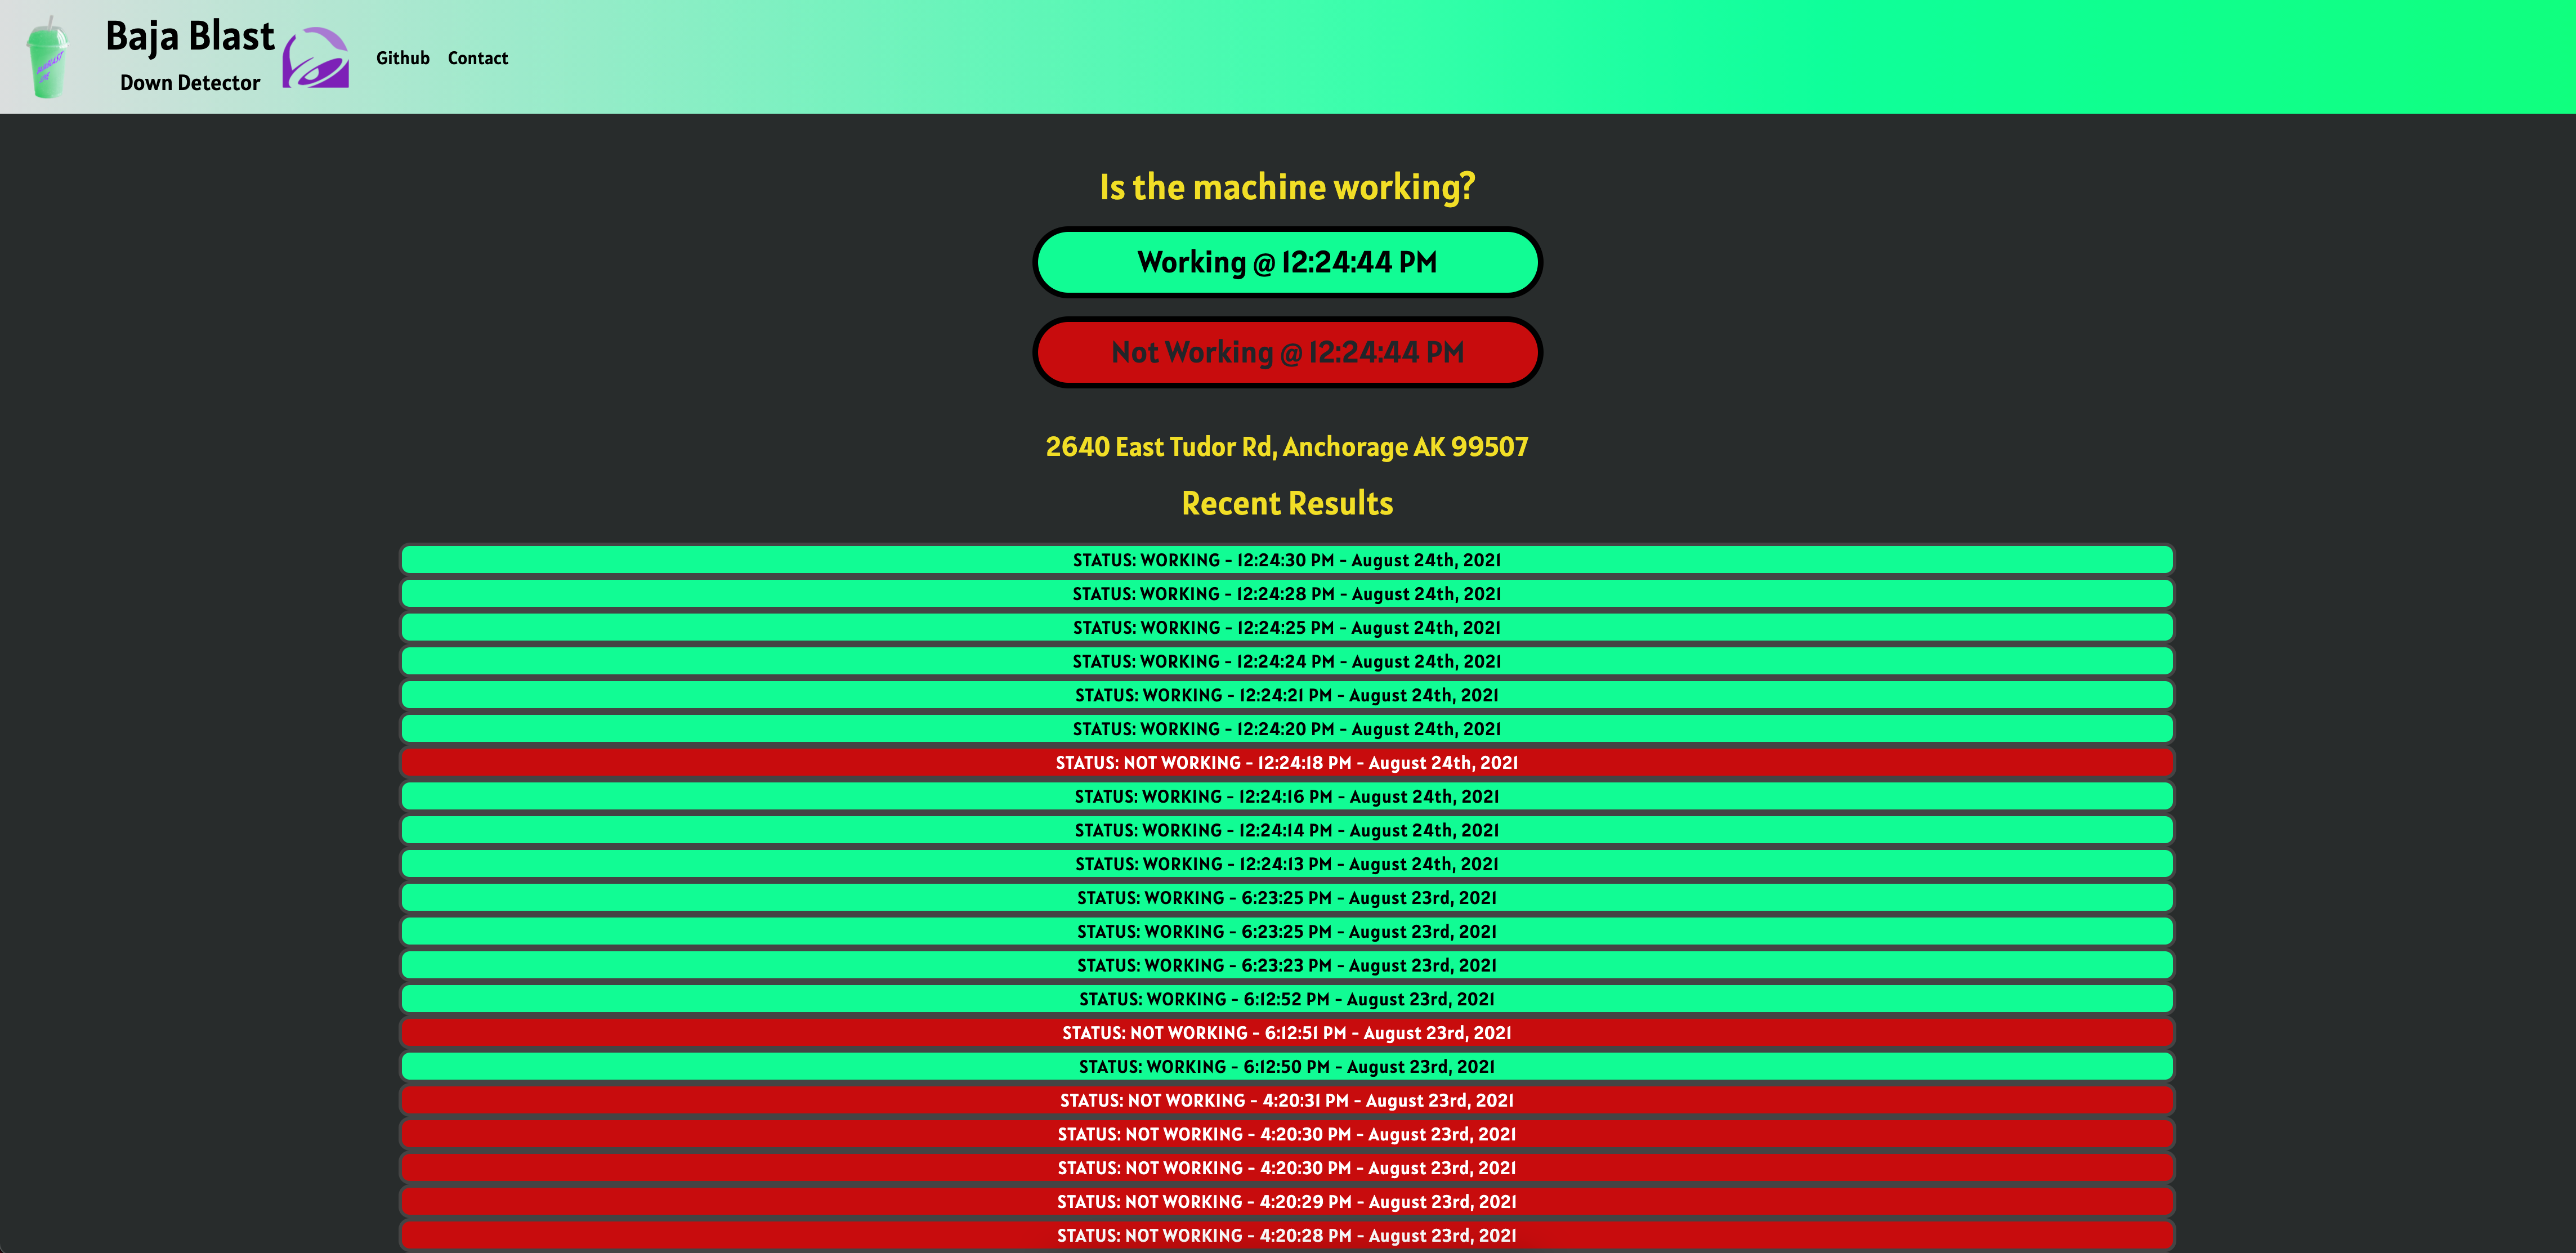 Baja Blast
Down Detector
Github Contact
Is the machine working?
Working @ 12:24:44 PM
Not Working @ 12:24:44 PM
2640 East Tudor Rd, Anchorage AK 99507
Recent Results
STATUS: WORKING - 12:24:30 PM - August 24th, 2021
STATUS: WORKING - 12:24:28 PM - August 24th, 2021
STATUS: WORKING - 12:24:25 PM - August 24th, 2021
STATUS: WORKING - 12:24:24 PM - August 24th, 2021
STATUS: WORKING - 12:24:21 PM - August 24th, 2021
STATUS: WORKING - 12:24:20 PM - August 24th, 2021
STATUS: NOT WORKING - 12:24:18 PM - August 24th, 2021
STATUS: WORKING - 12:24:16 PM - August 24th, 2021
STATUS: WORKING - 12:24:14 PM - August 24th, 2021
STATUS: WORKING - 12:24:13 PM - August 24th, 2021
STATUS: WORKING - 6:23:25 PM - August 23rd, 2021
STATUS: WORKING - 6:23:25 PM - August 23rd, 2021
STATUS: WORKING - 6:23:23 PM - August 23rd, 2021
STATUS: WORKING - 6:12:52 PM - August 23rd, 2021
STATUS: NOT WORKING - 6:12:51 PM - August 23rd, 2021
STATUS: WORKING - 6:12:50 PM - August 23rd, 2021
STATUS: NOT WORKING - 4:20:31 PM - August 23rd, 2021
STATUS: NOT WORKING - 4:20:30 PM - August 23rd, 2021
STATUS: NOT WORKING - 4:20:30 PM - August 23rd, 2021
STATUS: NOT WORKING - 4:20:29 PM - August 23rd, 2021
STATUS: NOT WORKING - 4:20:28 PM - August 23rd, 2021